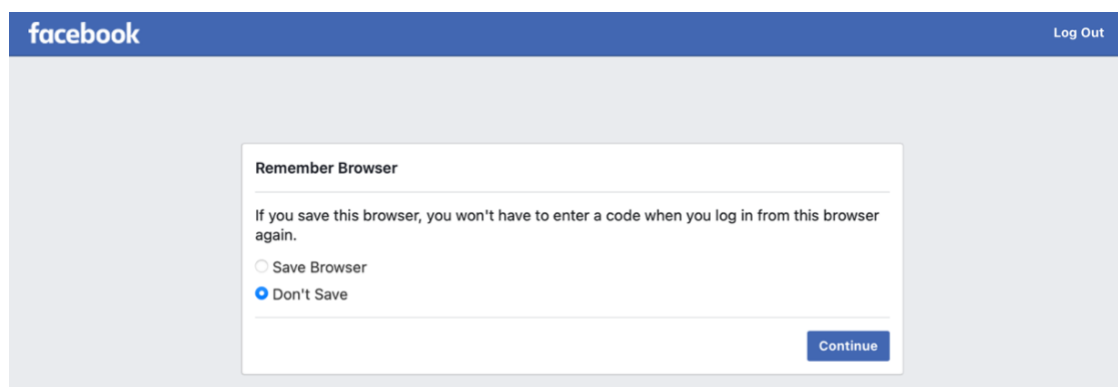 facebook
Log Out
Remember Browser
If you save this browser, you won't have to enter a code when you log in from this browser
again.
Save Browser
Don't Save
Continue